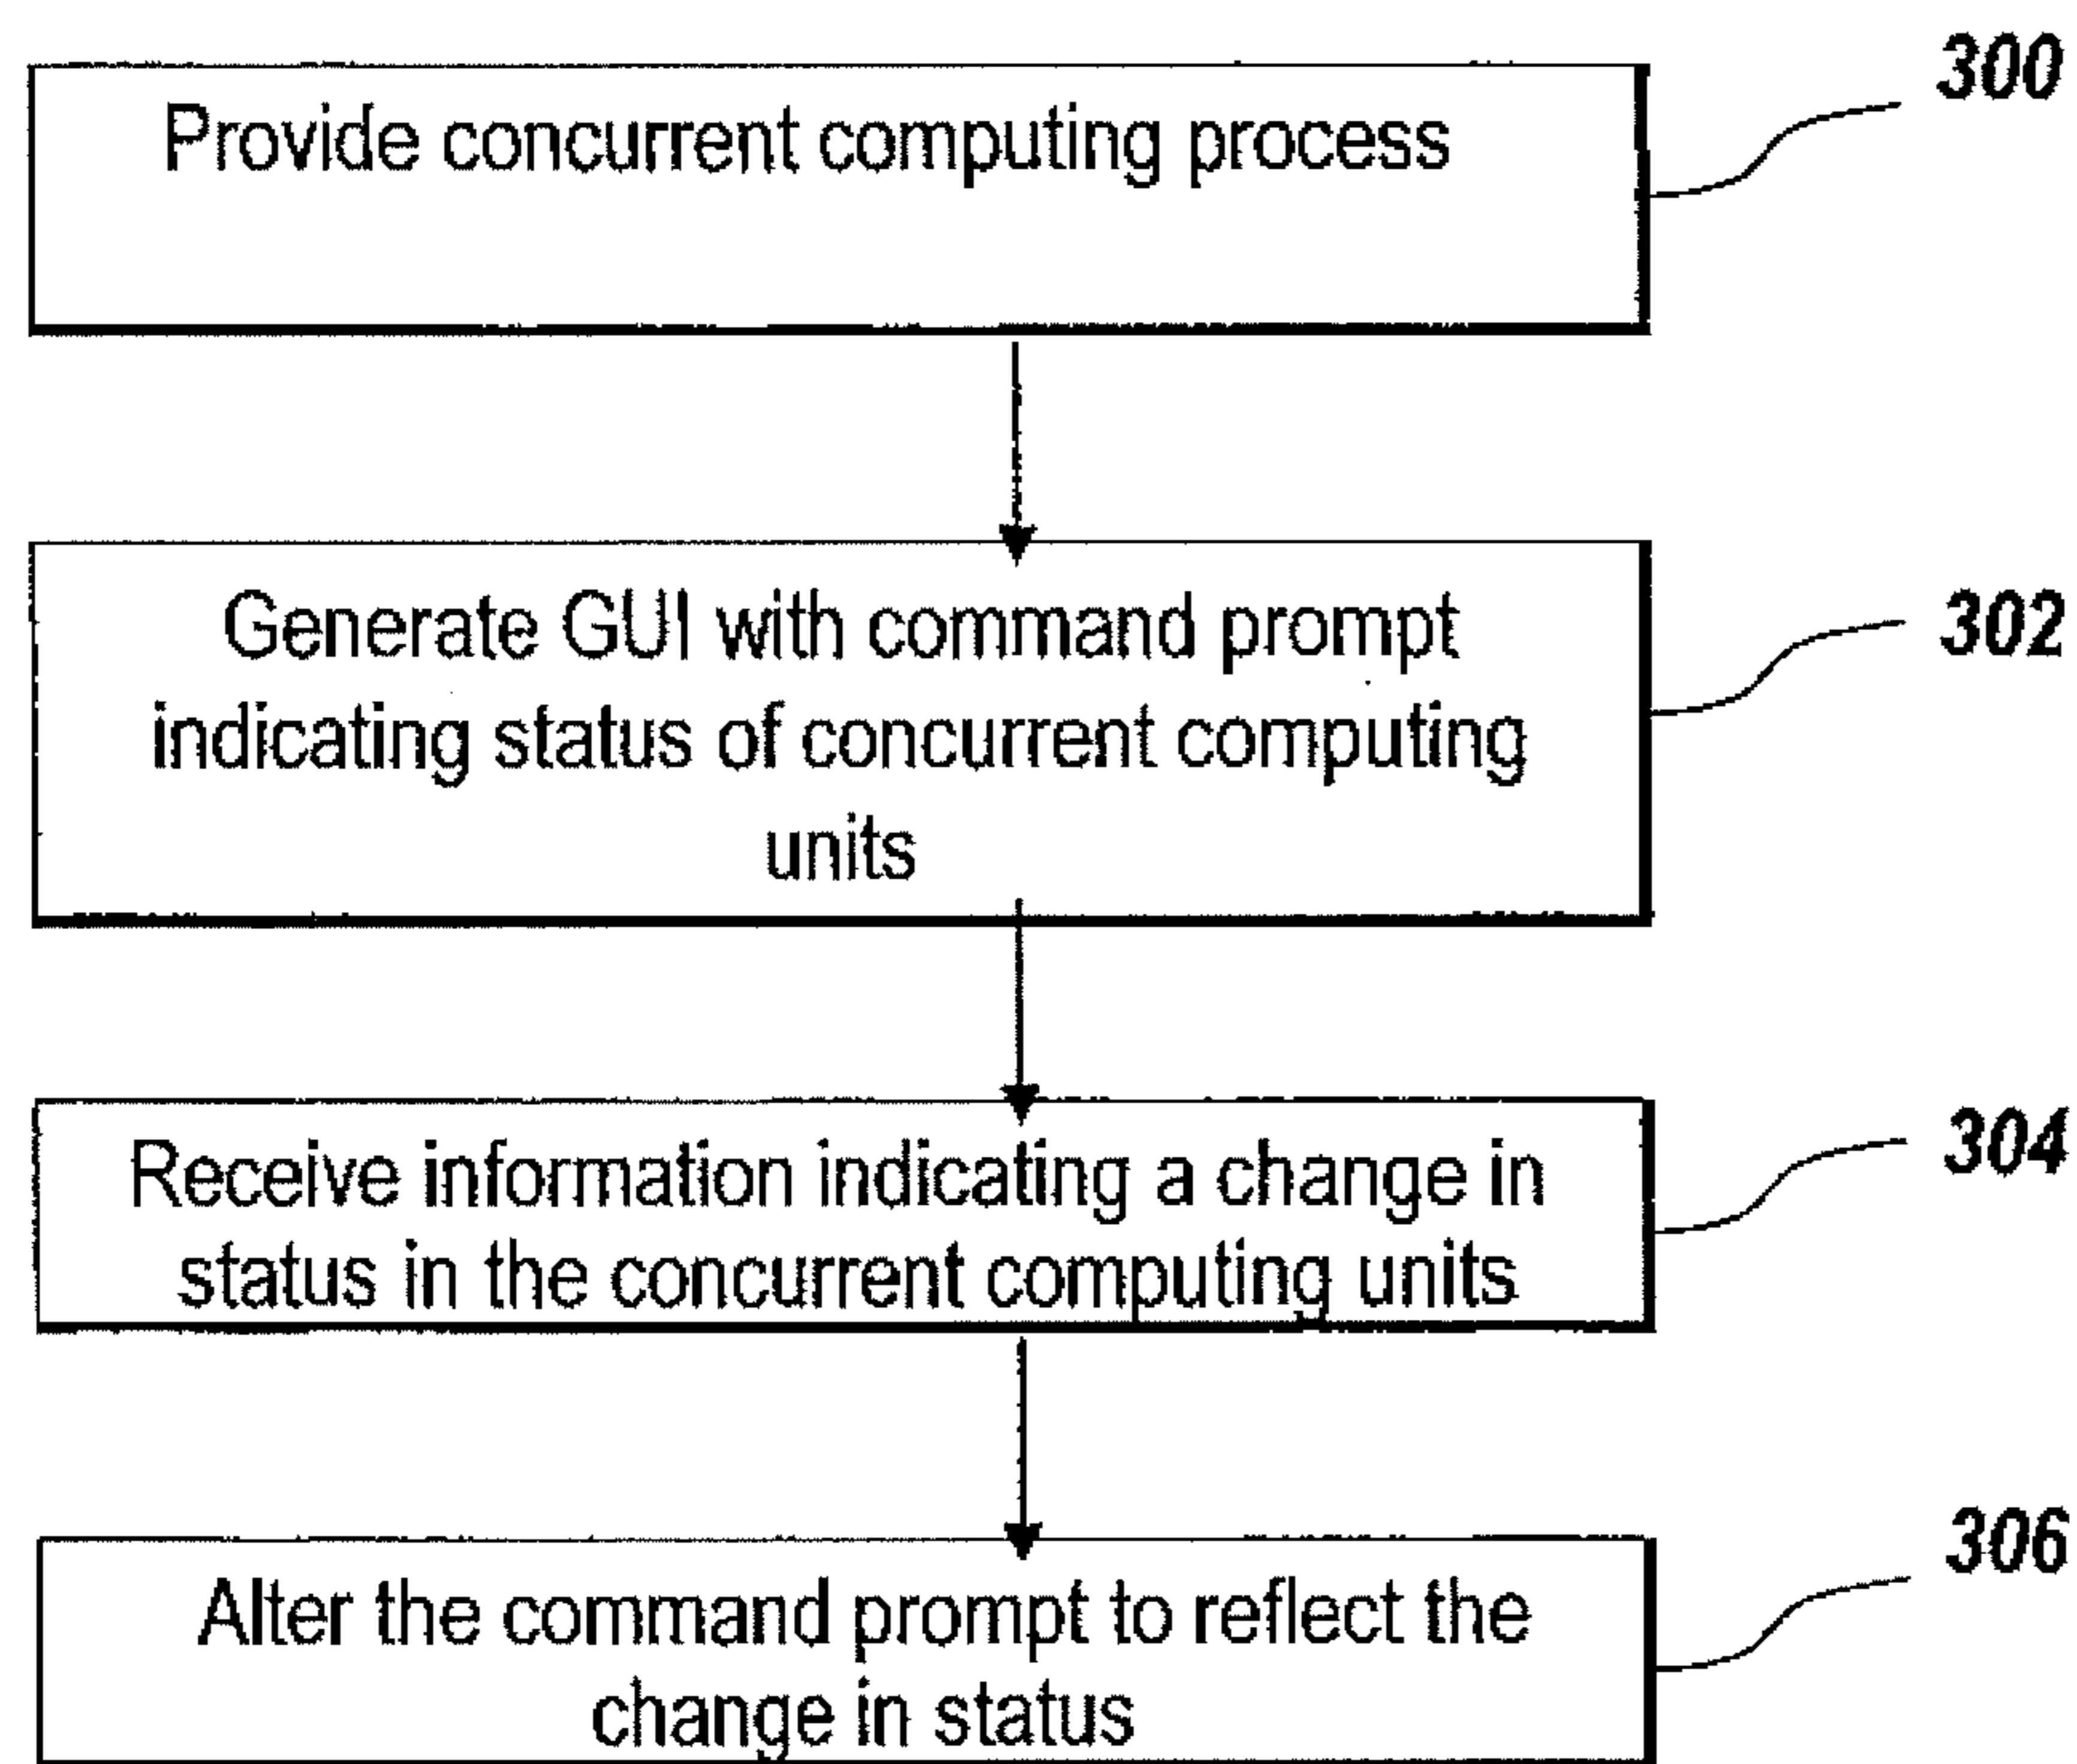 300
Provide concurrent computing process
Generate GUI with command prompt
302
indicating status of concurrent computing
units
304
Receive information indicating a change in
status in the concurrent computing units
306
Alter the command prompt to reflect the
change in status